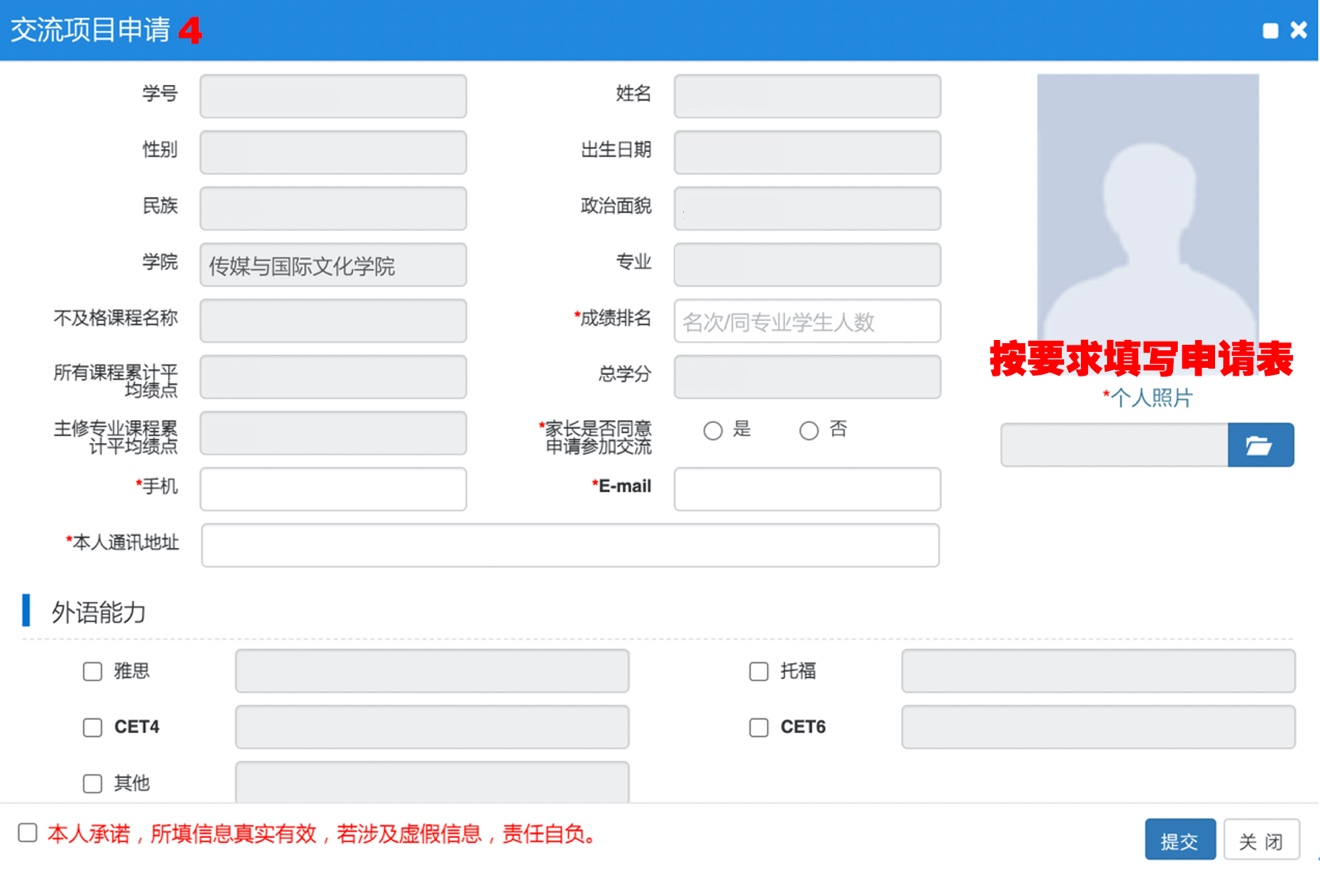 交流项目申请 4
学号
姓名
性别
出生日期
民族
政治面貌
学院 传媒与国际文化学院
专业
不及格课程名称
*成绩排名 名次/同专业学生人数
按要求填写申请表
所有课程累计平
均绩点
总学分
*个人照片
主修专业课程累
计平均绩点
*家长是否同意
申请参加交流
是 否
*手机
*E-mail
*本人通讯地址
外语能力
雅思
托福
CET4
CET6
其他
本人承诺，所填信息真实有效，若涉及虚假信息，责任自负。
提交 关 闭